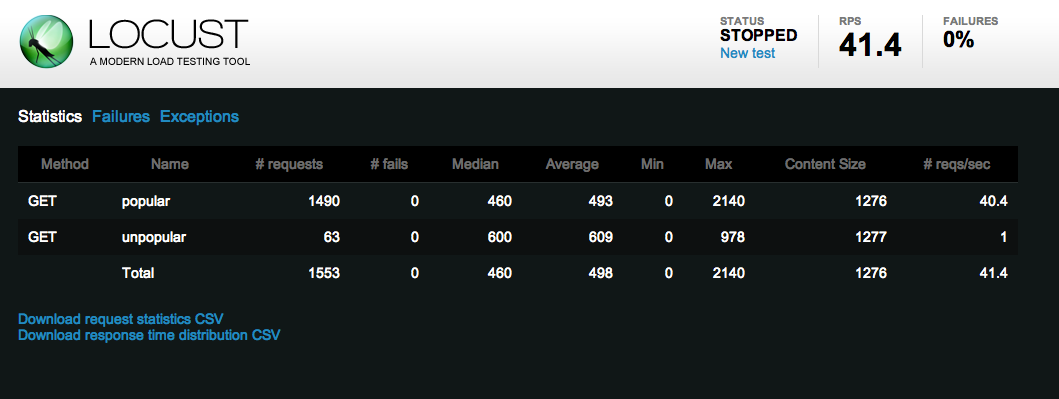 LOCUST
A MODERN LOAD TESTING TOOL
STATUS
STOPPED
New test
RPS
41.4
FAILURES
0%
Statistics Failures Exceptions
Method Name # requests # fails Median Average Min Max Content Size # reqs/sec
GET popular 1490 0 460 493 0 2140 1276 40.4
GET unpopular 63 0 600 609 0 978 1277 1
Total 1553 0 460 498 0 2140 1276 41.4
Download request statistics CSV
Download response time distribution CSV